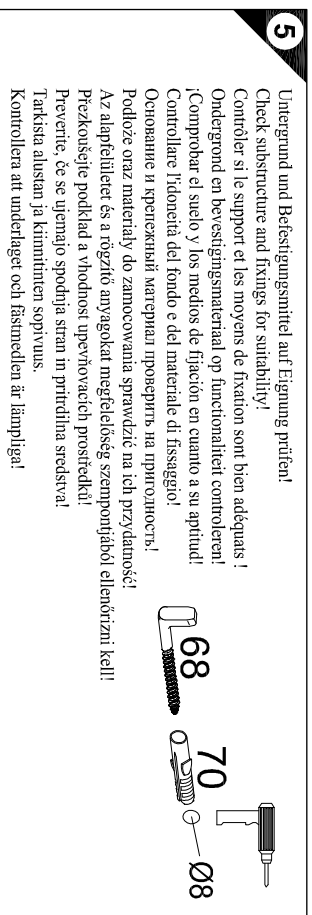 5
Untergrund und Befestigungsmittel auf Eignung prüfen!
Check substructure and fixings for suitability!
Contrôler si le support et les moyens de fixation sont bien adéquats !
Ondergrond en bevestigingsmateriaal op functionaliteit controleren!
¡Comprobar el suelo y los medios de fijación en cuanto a su aptitud!
Controllare l'idoneità del fondo e del materiale di fissaggio!
Основание и крепежный материал проверить на пригодность!
Podłoże oraz materiały do zamocowania sprawdzić na ich przydatność!
Az alapfelületet és a rögzítő anyagokat megfelelőség szempontjából ellenőrizni kell!
Přezkoušejte podklad a vhodnost upevňovacích prostředků!
Preverite, če se ujemajo spodnja stran in pritrdilna sredstva!
Tarkista alustan ja kiinnitinten sopivuus.
Kontrollera att underlaget och fästmedlen är lämpliga!
68
70
Ø8